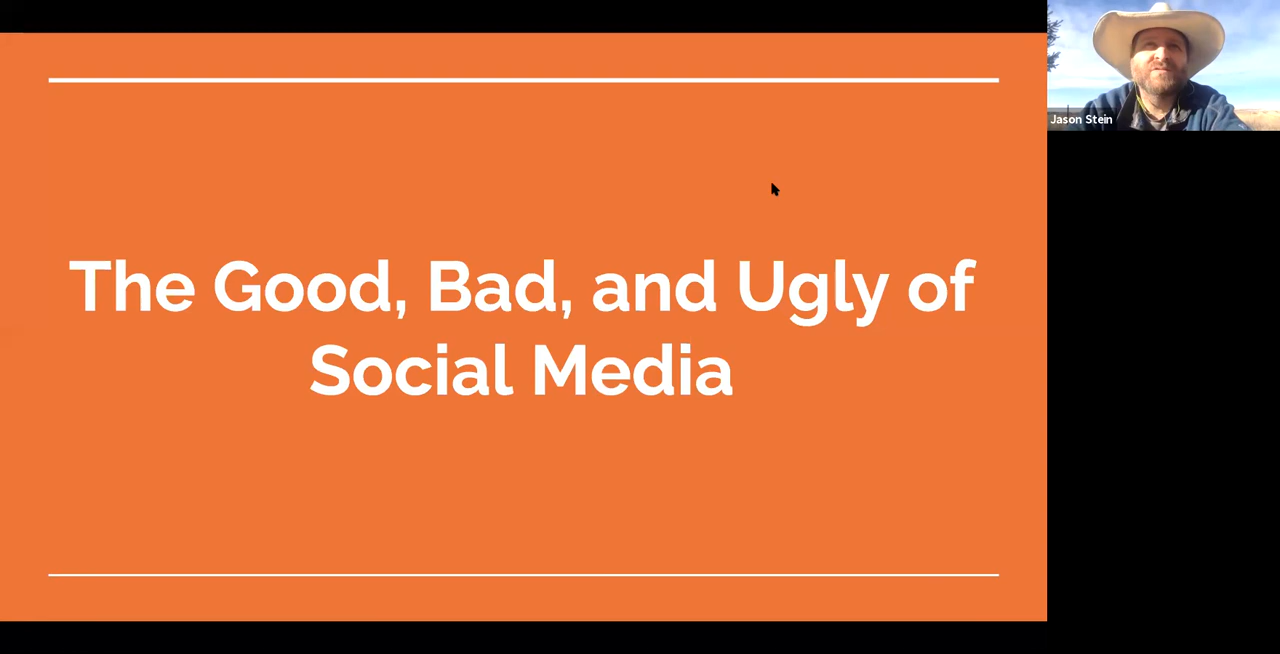 The Good, Bad, and Ugly of
Social Media
Jason Stein